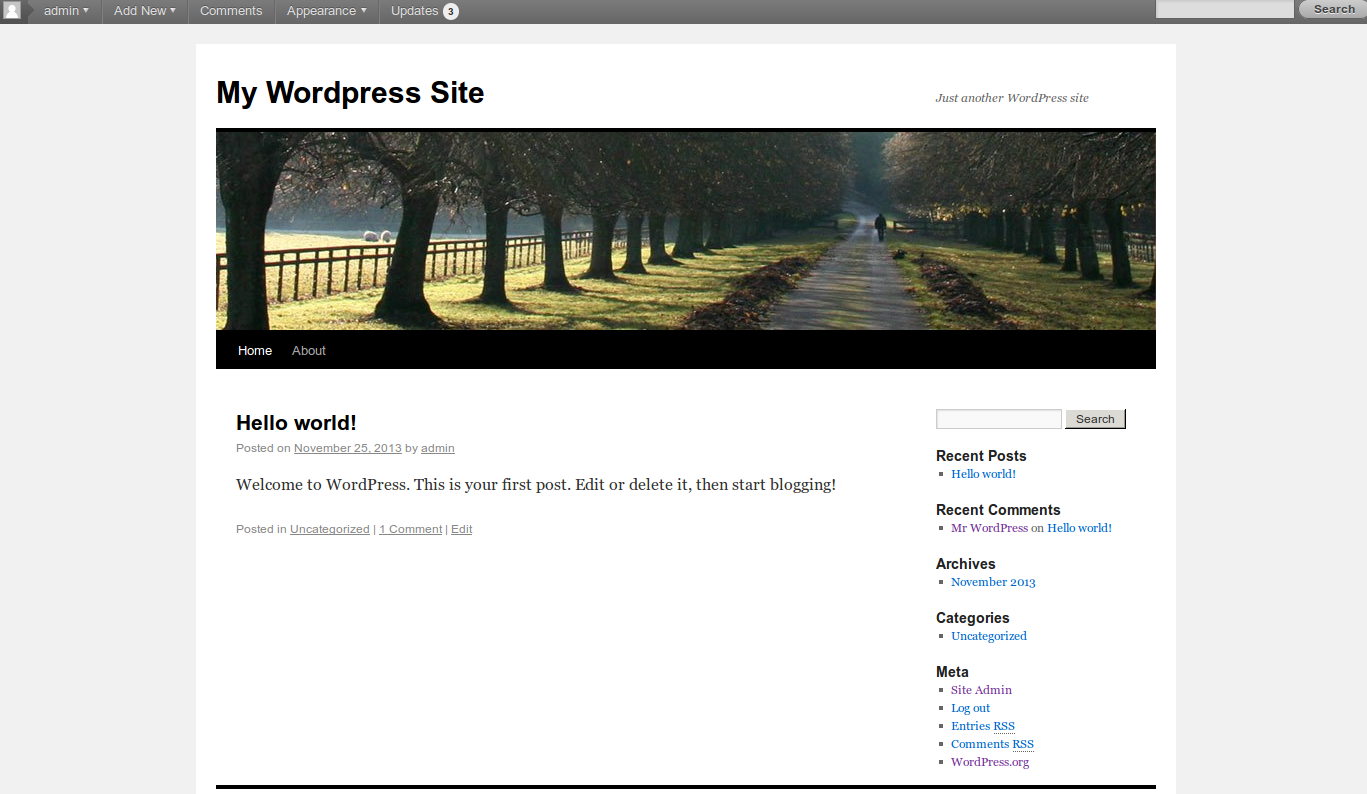 admin Add New Comments Appearance Updates 3 Search
My Wordpress Site
Just another WordPress site
Home About
Hello world!
Posted on November 25, 2013 by admin
Welcome to WordPress. This is your first post. Edit or delete it, then start blogging!
Posted in Uncategorized | 1 Comment | Edit
Search
Recent Posts
Hello world!
Recent Comments
Mr WordPress on Hello world!
Archives
November 2013
Categories
Uncategorized
Meta
Site Admin
Log out
Entries RSS
Comments RSS
WordPress.org